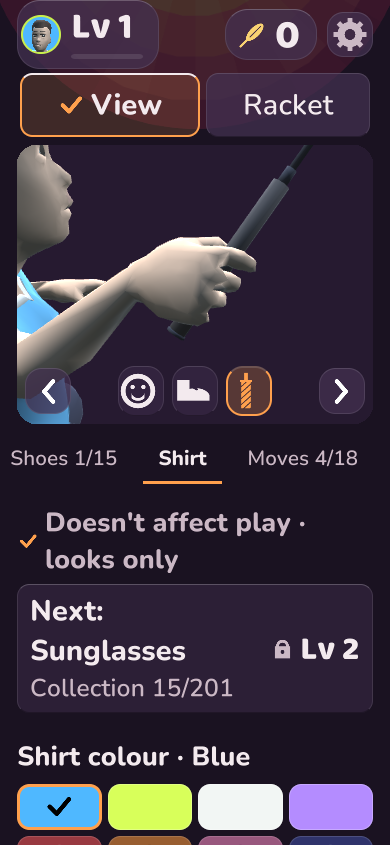 Lv 1
0
View
Racket
Shoes 1/15
Shirt
Moves 4/18
Doesn't affect play ·
looks only
Next:
Sunglasses
Lv 2
Collection 15/201
Shirt colour · Blue